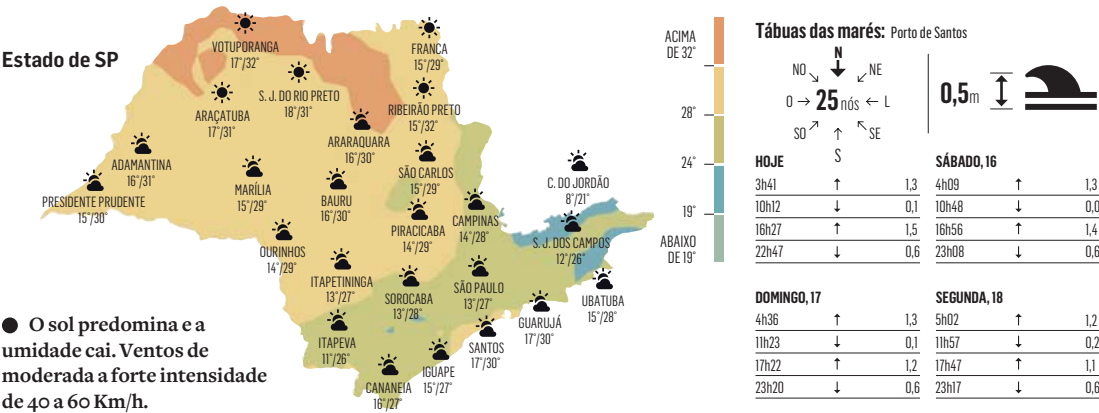 Estado de SP
VOTUPORANGA
17°/32°
FRANCA
15°/29°
S. J. DO RIO PRETO
18°/31°
ARAÇATUBA
17°/31°
RIBEIRÃO PRETO
15°/32°
ARARAQUARA
16°/30°
ADAMANTINA
16°/31°
SÃO CARLOS
15°/29°
PRESIDENTE PRUDENTE
15°/30°
MARÍLIA
15°/29°
BAURU
16°/30°
C. DO JORDÃO
8°/21°
PIRACICABA
14°/29°
CAMPINAS
14°/28°
S. J. DOS CAMPOS
12°/26°
OURINHOS
14°/29°
ITAPETININGA
13°/27°
SOROCABA
13°/28°
SÃO PAULO
13°/27°
UBATUBA
15°/28°
GUARUJÁ
17°/30°
ITAPEVA
11°/26°
SANTOS
17°/30°
IGUAPE
15°/27°
CANANEIA
16°/27°
● O sol predomina e a
umidade cai. Ventos de
moderada a forte intensidade
de 40 a 60 Km/h.
ACIMA
DE 32°
28°
24°
19°
ABAIXO
DE 19°
Tábuas das marés: Porto de Santos
N
NO ↘ ↙ NE
O → 25 nós ← L
SO ↗ ↑ ↖ SE
S
0,5m
HOJE
3h41 ↑ 1,3
10h12 ↓ 0,1
16h27 ↑ 1,5
22h47 ↓ 0,6
SÁBADO, 16
4h09 ↑ 1,3
10h48 ↓ 0,0
16h56 ↑ 1,4
23h08 ↓ 0,6
DOMINGO, 17
4h36 ↑ 1,3
11h23 ↓ 0,1
17h22 ↑ 1,2
23h20 ↓ 0,6
SEGUNDA, 18
5h02 ↑ 1,2
11h57 ↓ 0,2
17h47 ↑ 1,1
23h17 ↓ 0,6